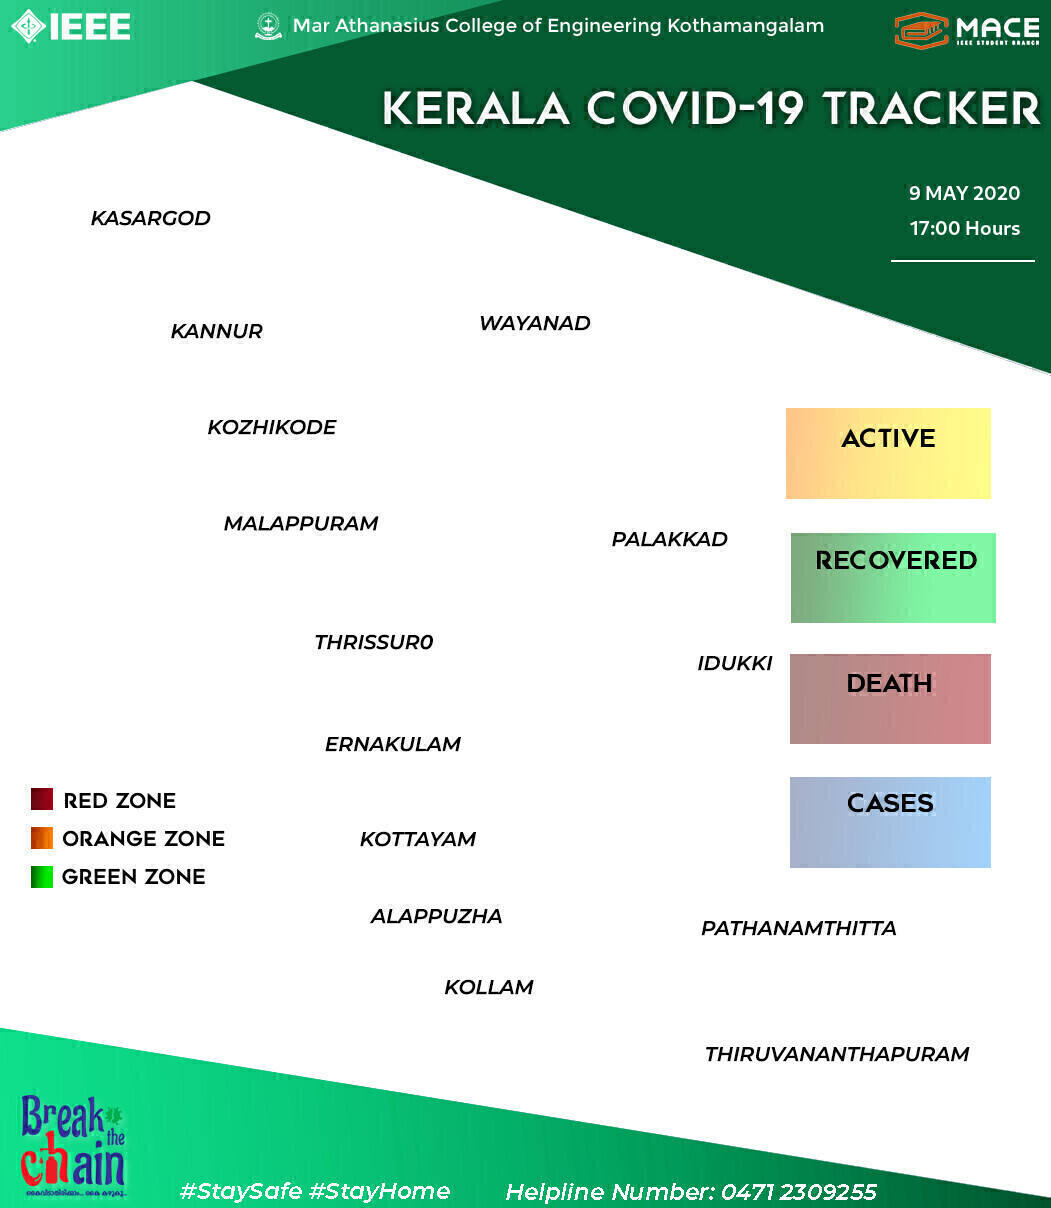 IEEE
Mar Athanasius College of Engineering Kothamangalam
MACE
IEEE STUDENT BRANCH
KERALA COVID-19 TRACKER
9 MAY 2020
17:00 Hours
KASARGOD
KANNUR
WAYANAD
KOZHIKODE
ACTIVE
MALAPPURAM
PALAKKAD
RECOVERED
THRISSUR0
IDUKKI
DEATH
ERNAKULAM
RED ZONE
CASES
ORANGE ZONE
KOTTAYAM
GREEN ZONE
ALAPPUZHA
PATHANAMTHITTA
KOLLAM
THIRUVANANTHAPURAM
Break
the
chain
#StaySafe #StayHome
Helpline Number: 0471 2309255